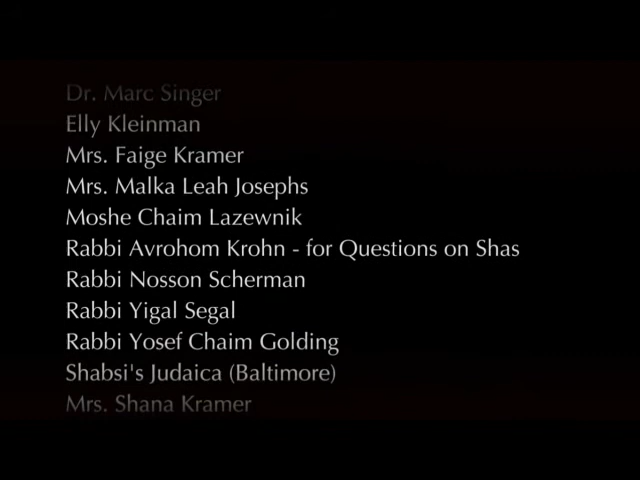 Dr. Marc Singer
Elly Kleinman
Mrs. Faige Kramer
Mrs. Malka Leah Josephs
Moshe Chaim Lazewnik
Rabbi Avrohom Krohn - for Questions on Shas
Rabbi Nosson Scherman
Rabbi Yigal Segal
Rabbi Yosef Chaim Golding
Shabsi's Judaica (Baltimore)
Mrs. Shana Kramer